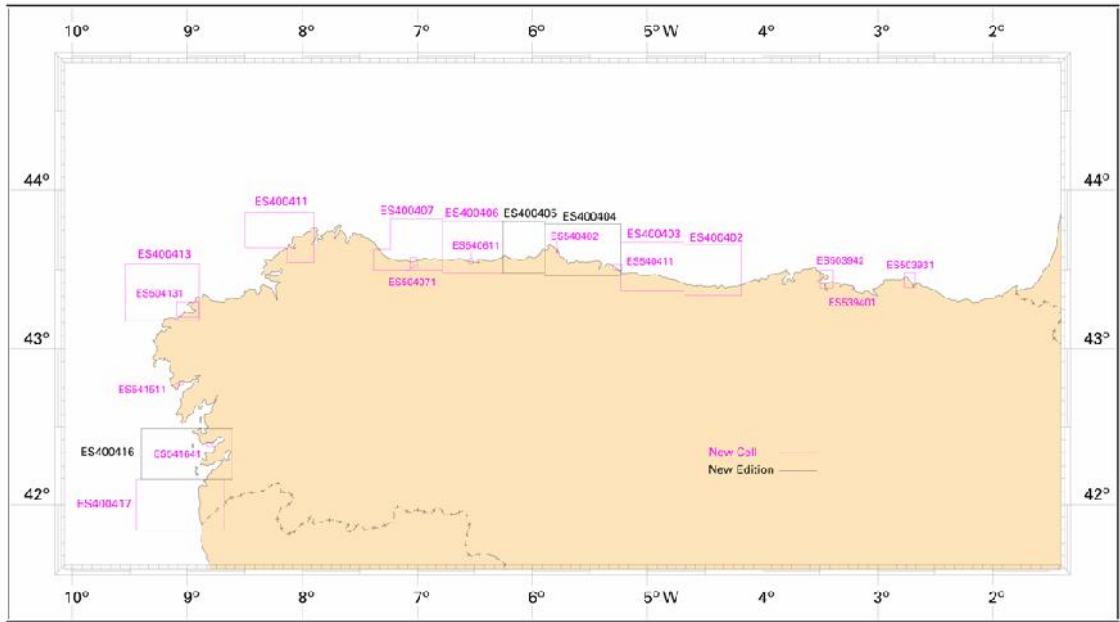 10° 9° 8° 7° 6° 5°W 4° 3° 2°
44° 44°
ES400411
ES400407
ES400406
ES400405
ES400404
ES400403
ES400402
ES540611
ES540402
ES540411
ES504071
ES400413
ES504131
ES503942
ES503931
ES539401
43° 43°
ES541511
ES400416
ES541641
New Cell
New Edition
ES400417
42° 42°
10° 9° 8° 7° 6° 5°W 4° 3° 2°